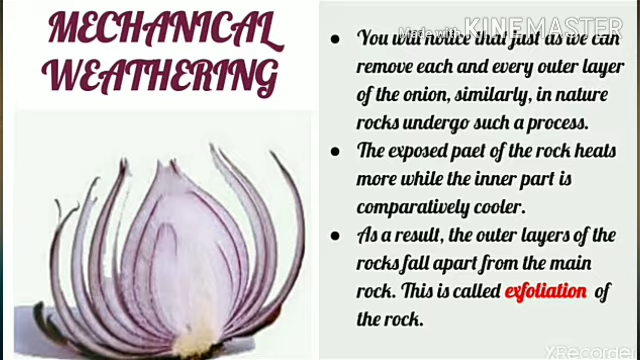 MECHANICAL
WEATHERING
Made with KINEMASTER
• You will notice that just as we can
remove each and every outer layer
of the onion, similarly, in nature
rocks undergo such a process.
• The exposed paet of the rock heats
more while the inner part is
comparatively cooler.
• As a result, the outer layers of the
rocks fall apart from the main
rock. This is called exfoliation of
the rock.
XRecorder